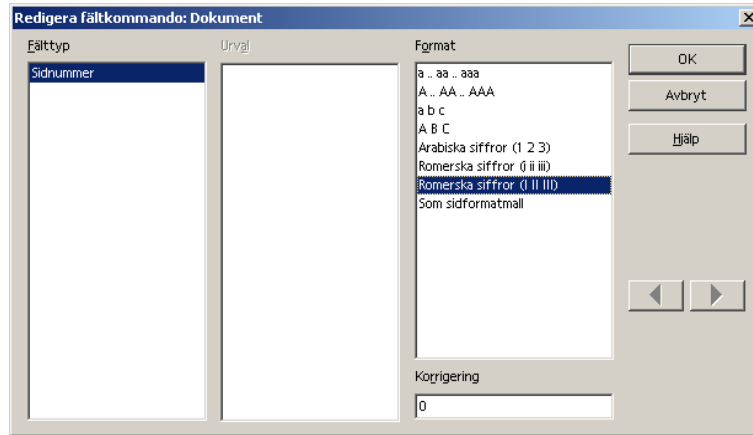 Redigera fältkommando: Dokument
Fälttyp
Sidnummer
Urval
Format
a .. aa .. aaa
A .. AA .. AAA
a b c
A B C
Arabiska siffror (1 2 3)
Romerska siffror (i ii iii)
Romerska siffror (I II III)
Som sidformatmall
Korrigering
0
OK
Avbryt
Hjälp